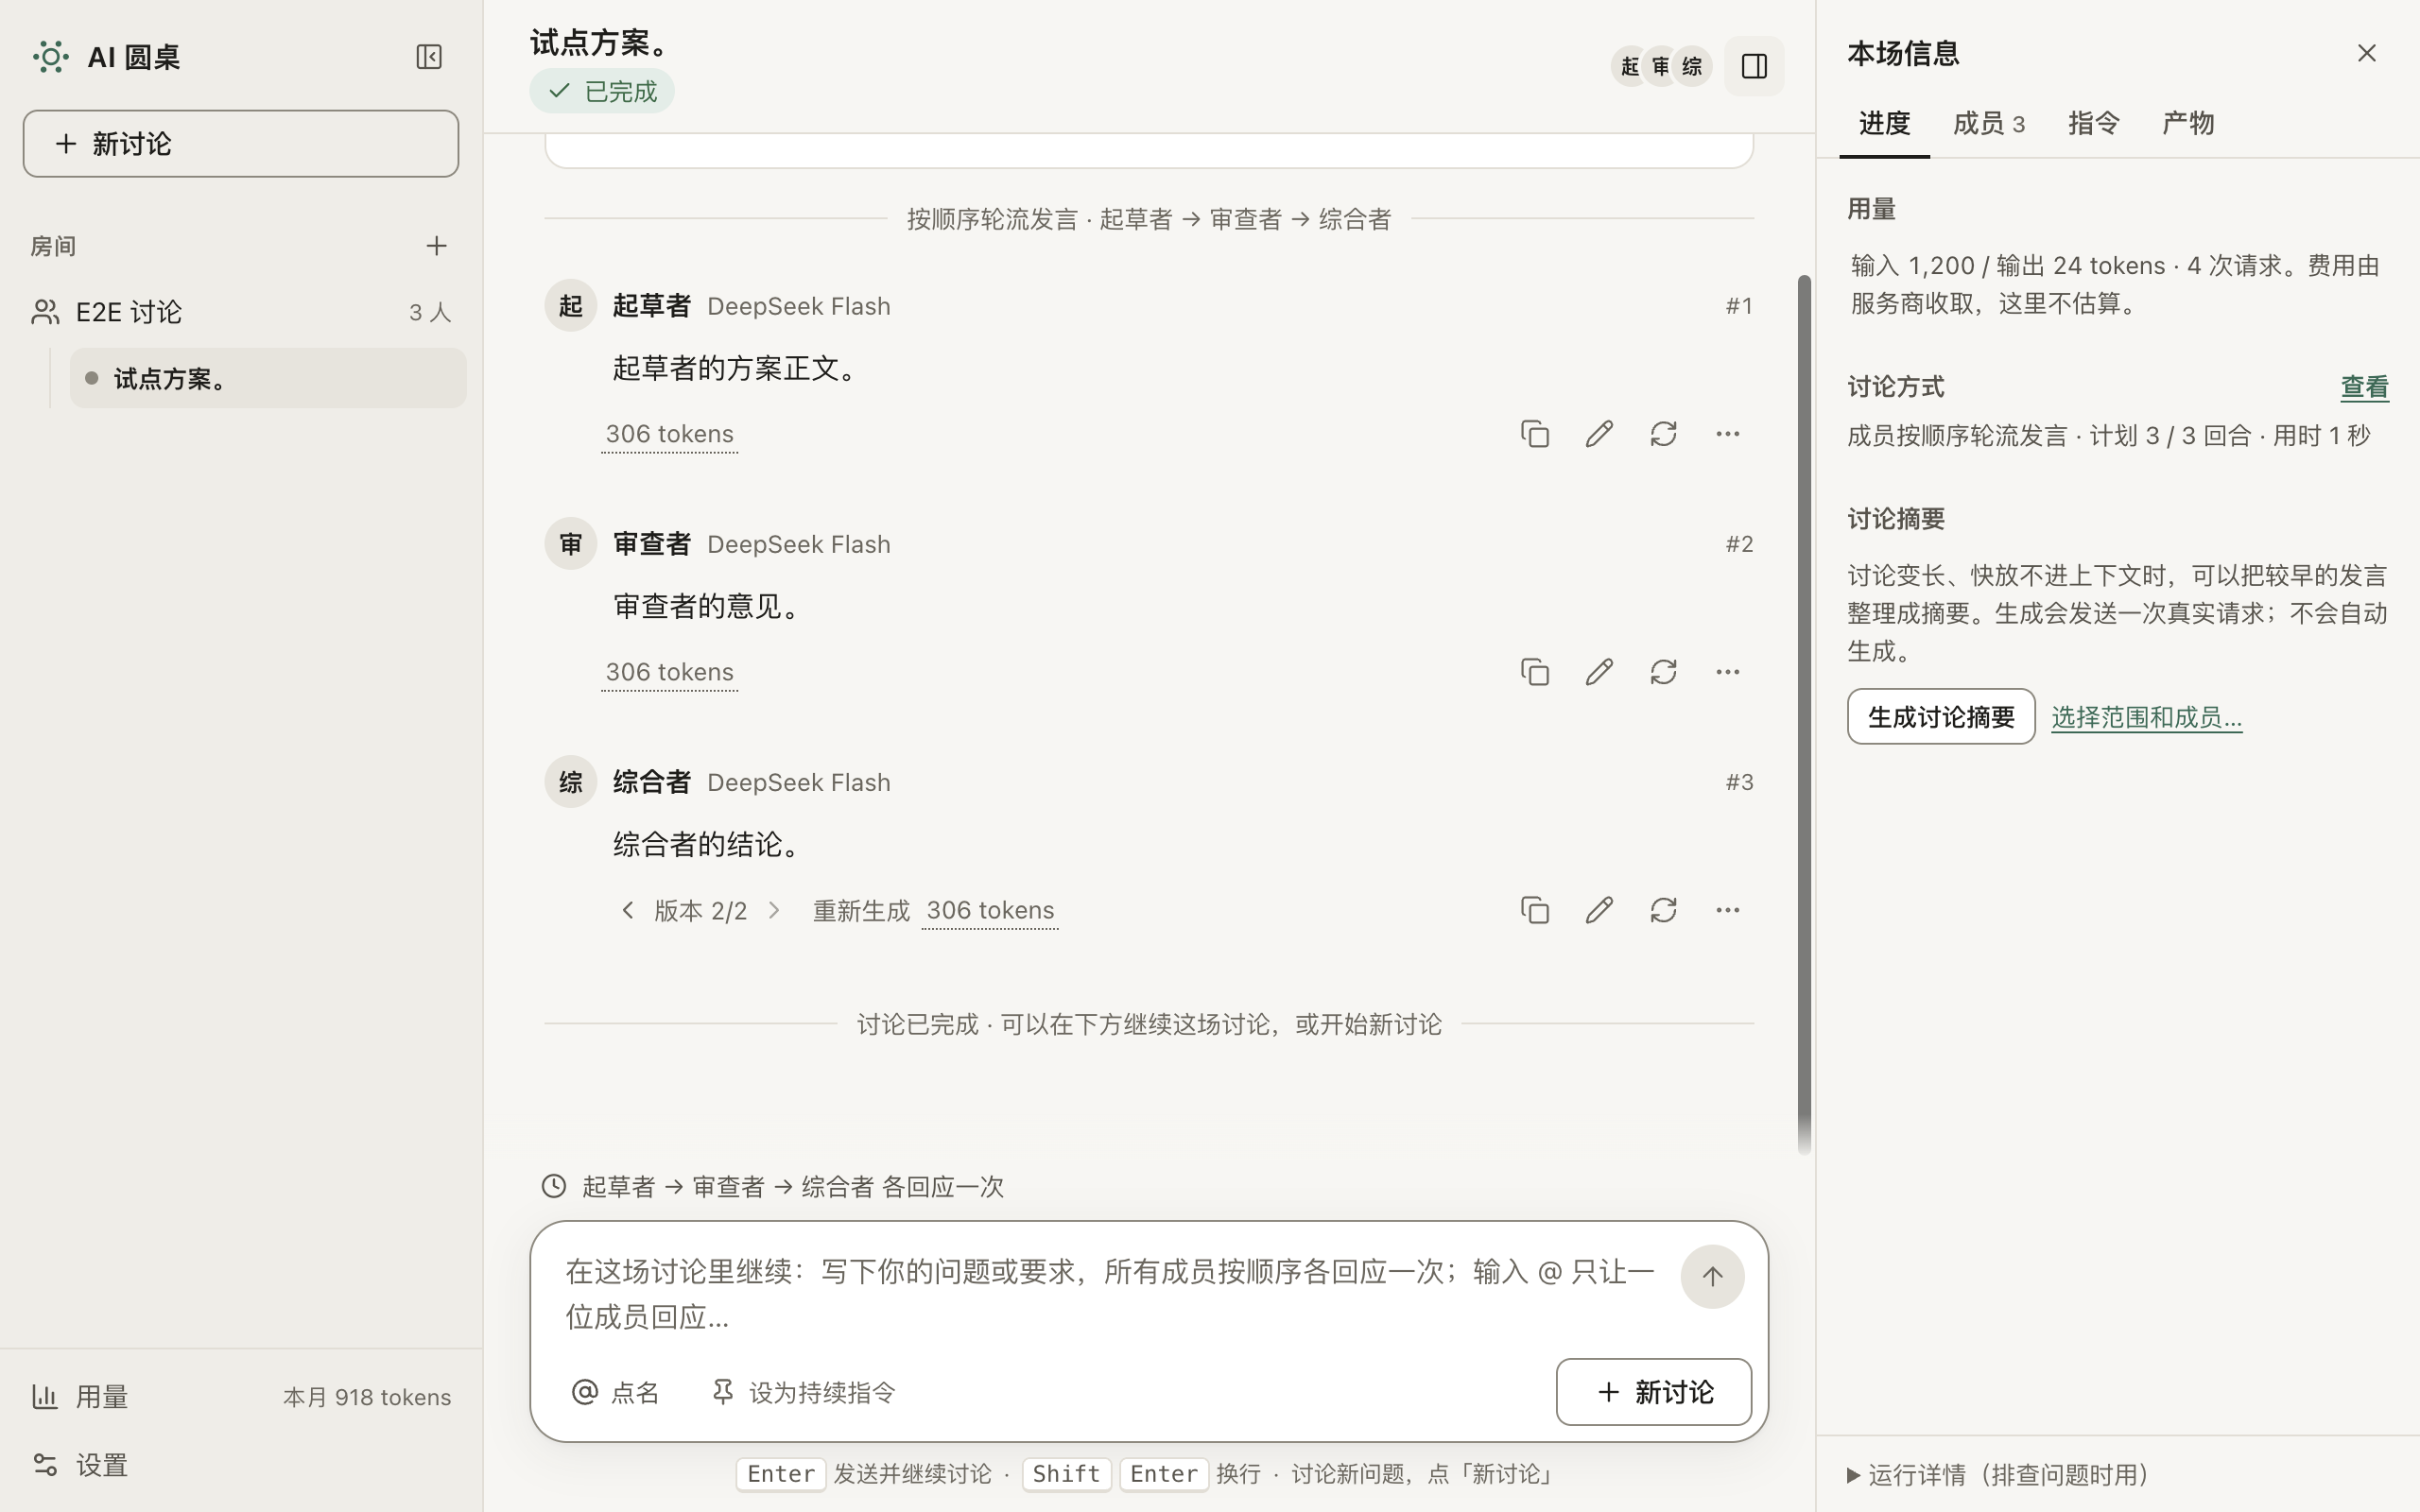 AI 圆桌
新讨论
房间
E2E 讨论
3 人
试点方案。
用量
本月 918 tokens
设置
试点方案。
已完成
起
审
综
按顺序轮流发言 · 起草者 → 审查者 → 综合者
起
起草者 DeepSeek Flash
#1
起草者的方案正文。
306 tokens
审
审查者 DeepSeek Flash
#2
审查者的意见。
306 tokens
综
综合者 DeepSeek Flash
#3
综合者的结论。
版本 2/2
重新生成
306 tokens
讨论已完成 · 可以在下方继续这场讨论，或开始新讨论
起草者 → 审查者 → 综合者 各回应一次
在这场讨论里继续：写下你的问题或要求，所有成员按顺序各回应一次；输入 @ 只让一
位成员回应…
点名
设为持续指令
新讨论
Enter 发送并继续讨论 · Shift Enter 换行 · 讨论新问题，点「新讨论」
本场信息
进度
成员 3
指令
产物
用量
输入 1,200 / 输出 24 tokens · 4 次请求。费用由
服务商收取，这里不估算。
讨论方式
查看
成员按顺序轮流发言 · 计划 3 / 3 回合 · 用时 1 秒
讨论摘要
讨论变长、快放不进上下文时，可以把较早的发言
整理成摘要。生成会发送一次真实请求；不会自动
生成。
生成讨论摘要
选择范围和成员…
运行详情（排查问题时用）